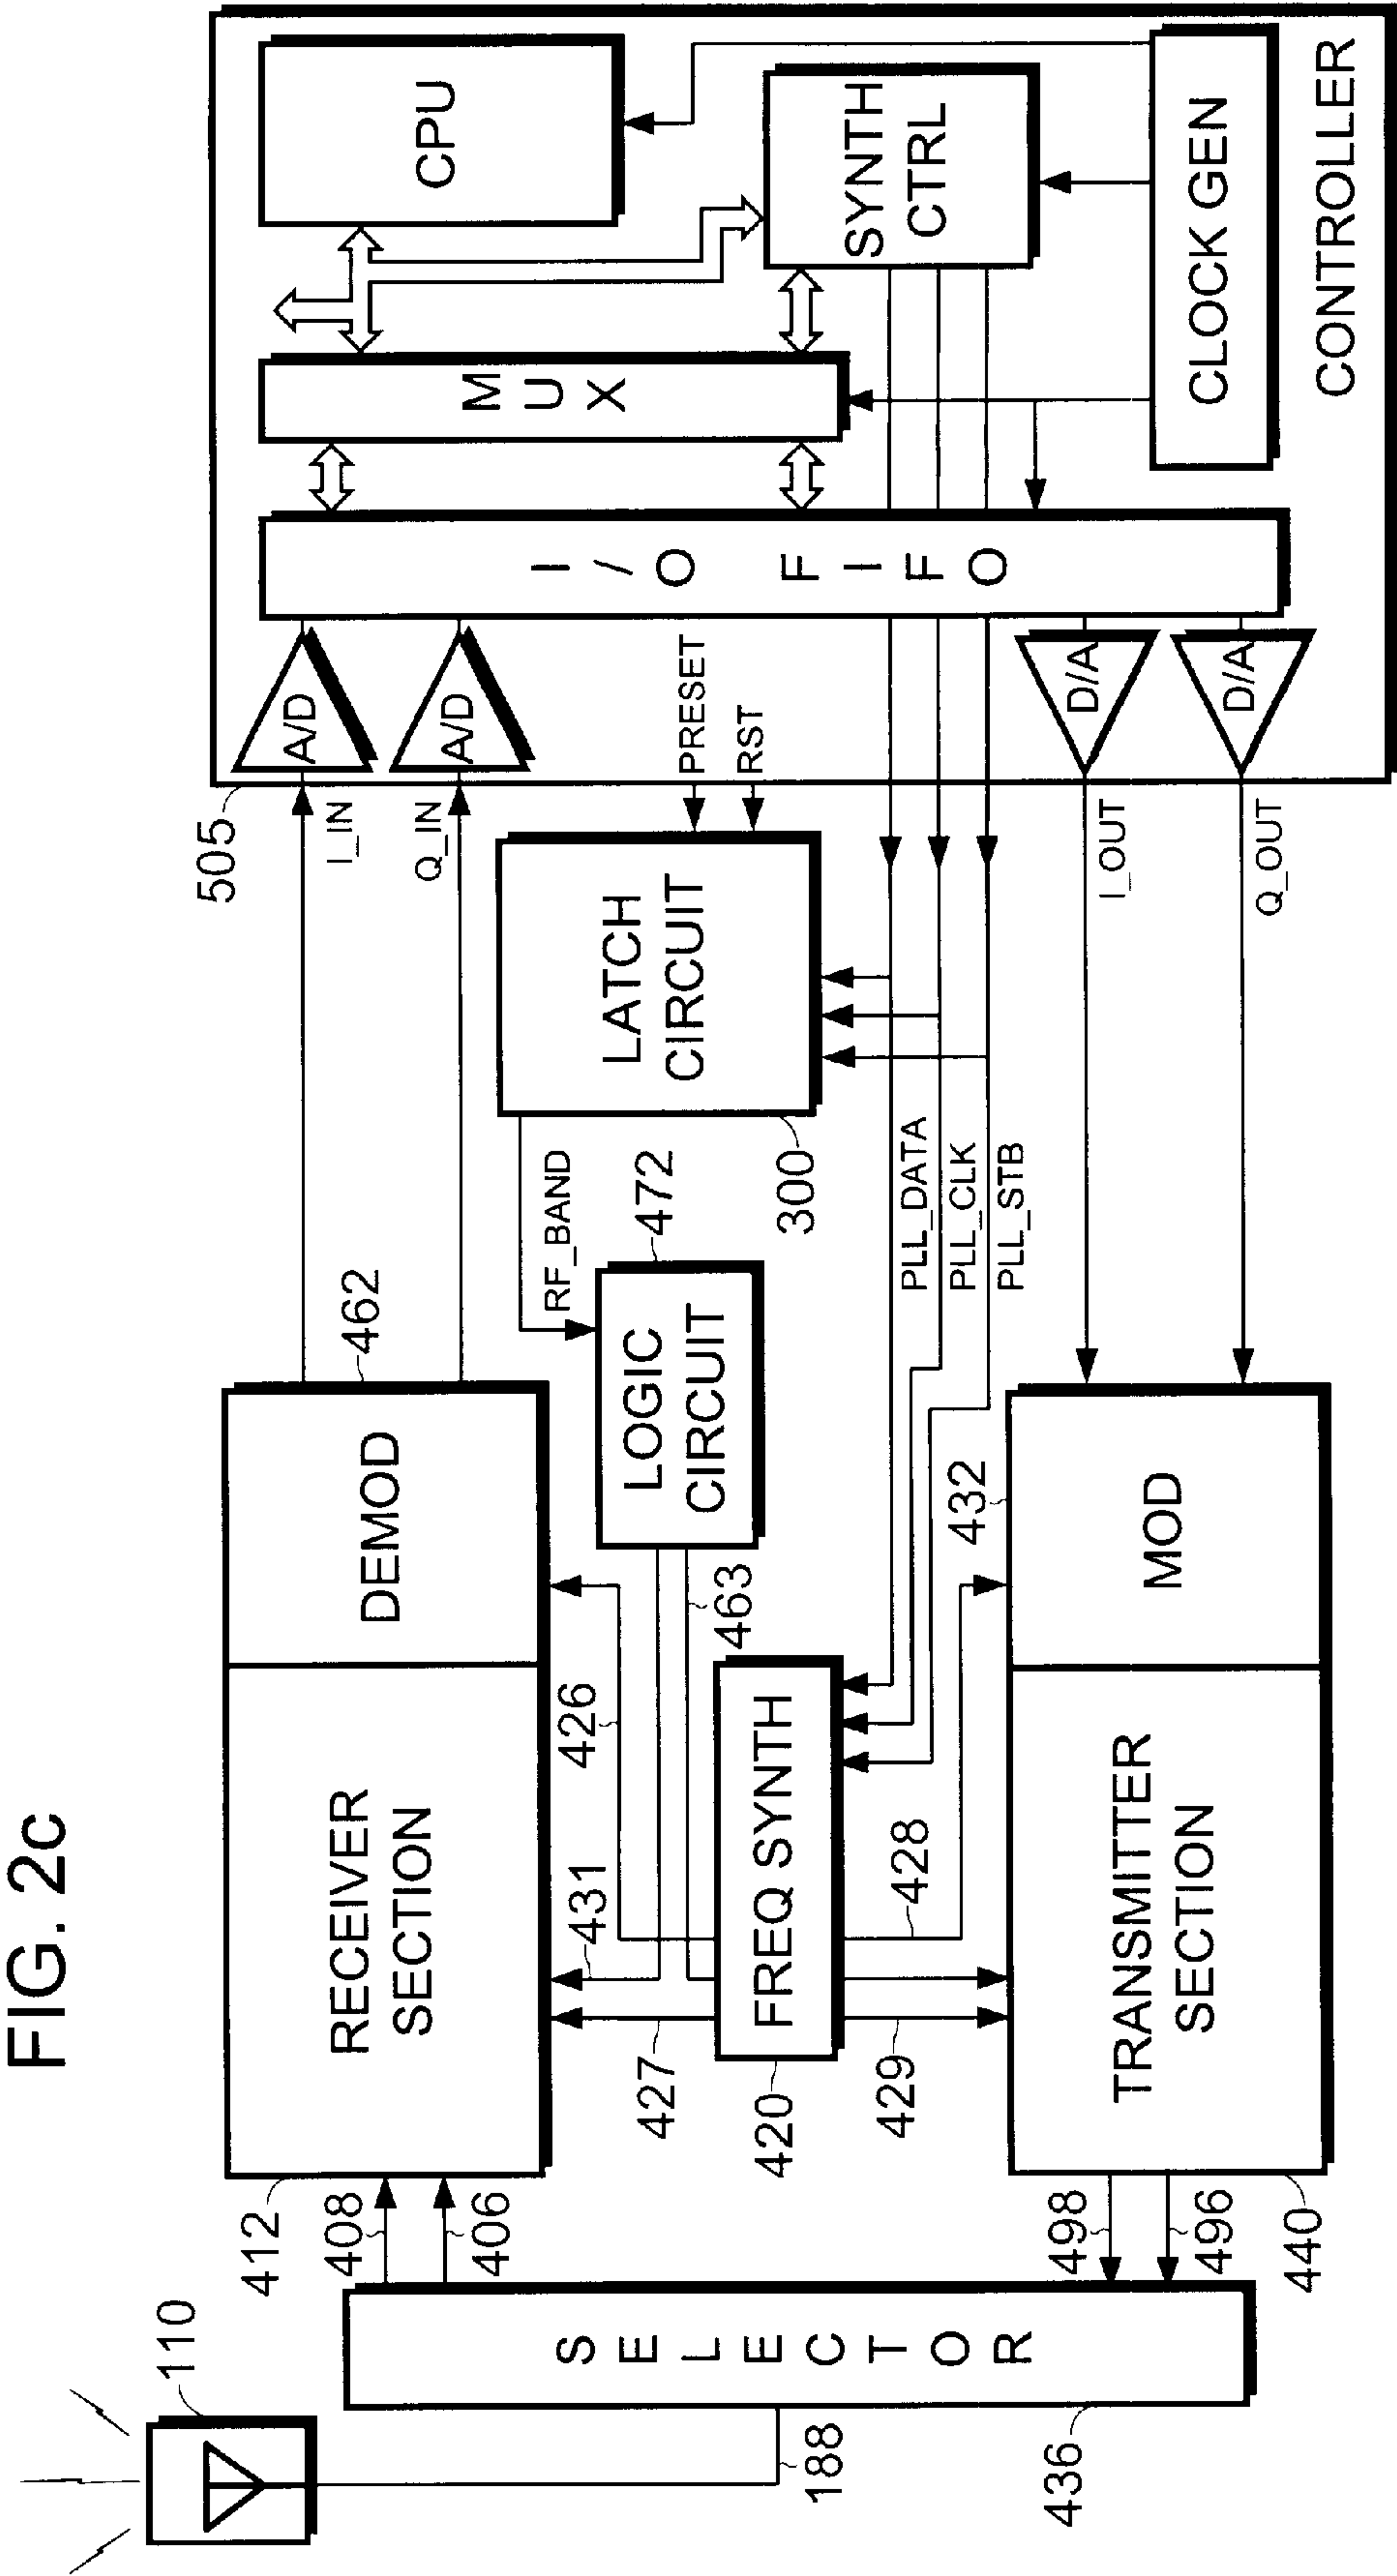 FIG. 2c
110
188
SELECTOR
436
412
408
406
498
496
440
RECEIVER
SECTION
DEMOD
462
426
431
427
FREQ SYNTH
420
428
429
TRANSMITTER
SECTION
MOD
432
463
LOGIC
CIRCUIT
472
RF_BAND
LATCH
CIRCUIT
300
PLL_DATA
PLL_CLK
PLL_STB
505
I_IN
Q_IN
PRESET
RST
I_OUT
Q_OUT
A/D
A/D
D/A
D/A
I/O FIFO
MUX
CPU
SYNTH
CTRL
CLOCK GEN
CONTROLLER